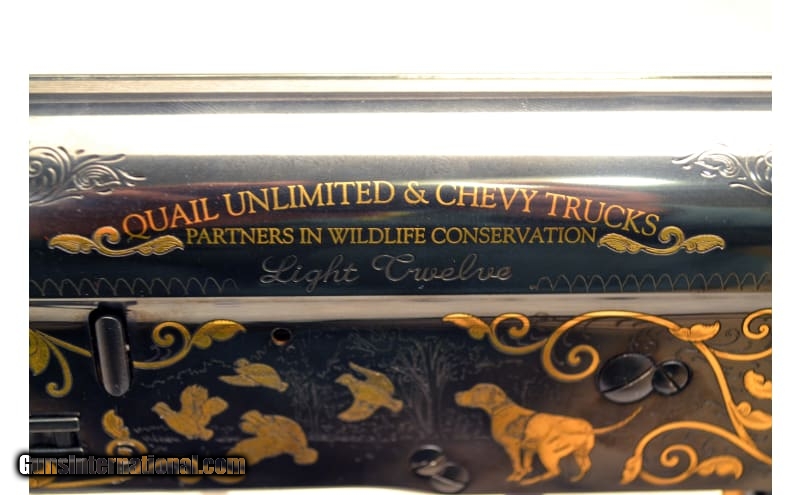 QUAIL UNLIMITED & CHEVY TRUCKS
PARTNERS IN WILDLIFE CONSERVATION
Light Twelve
GunsInternational.com